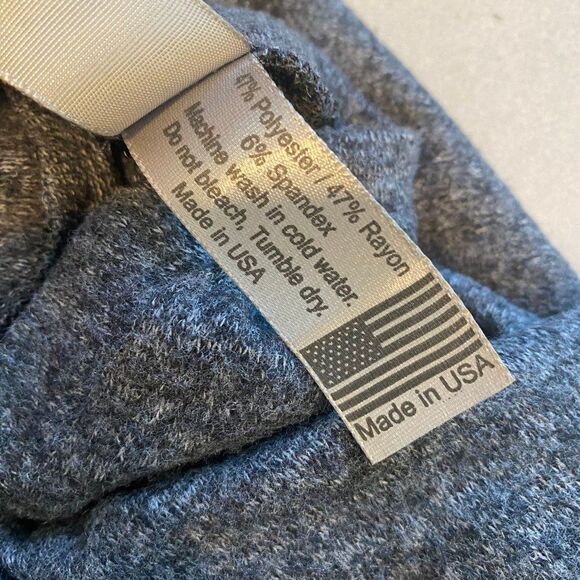 47% Polyester / 47% Rayon
6% Spandex
Machine wash in cold water.
Do not bleach, Tumble dry.
Made in USA
Made in USA